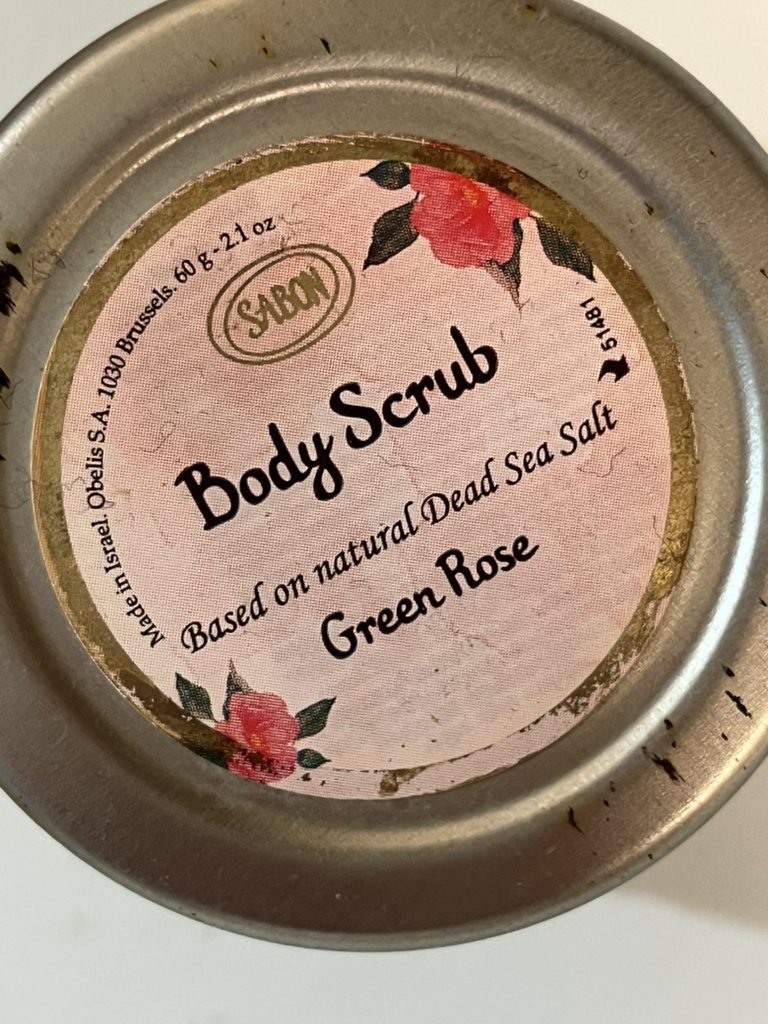 Made in Israel. Obelis S.A. 1030 Brussels. 60 g - 2.1 oz
SABON
Body Scrub
Based on natural Dead Sea Salt
Green Rose
51481